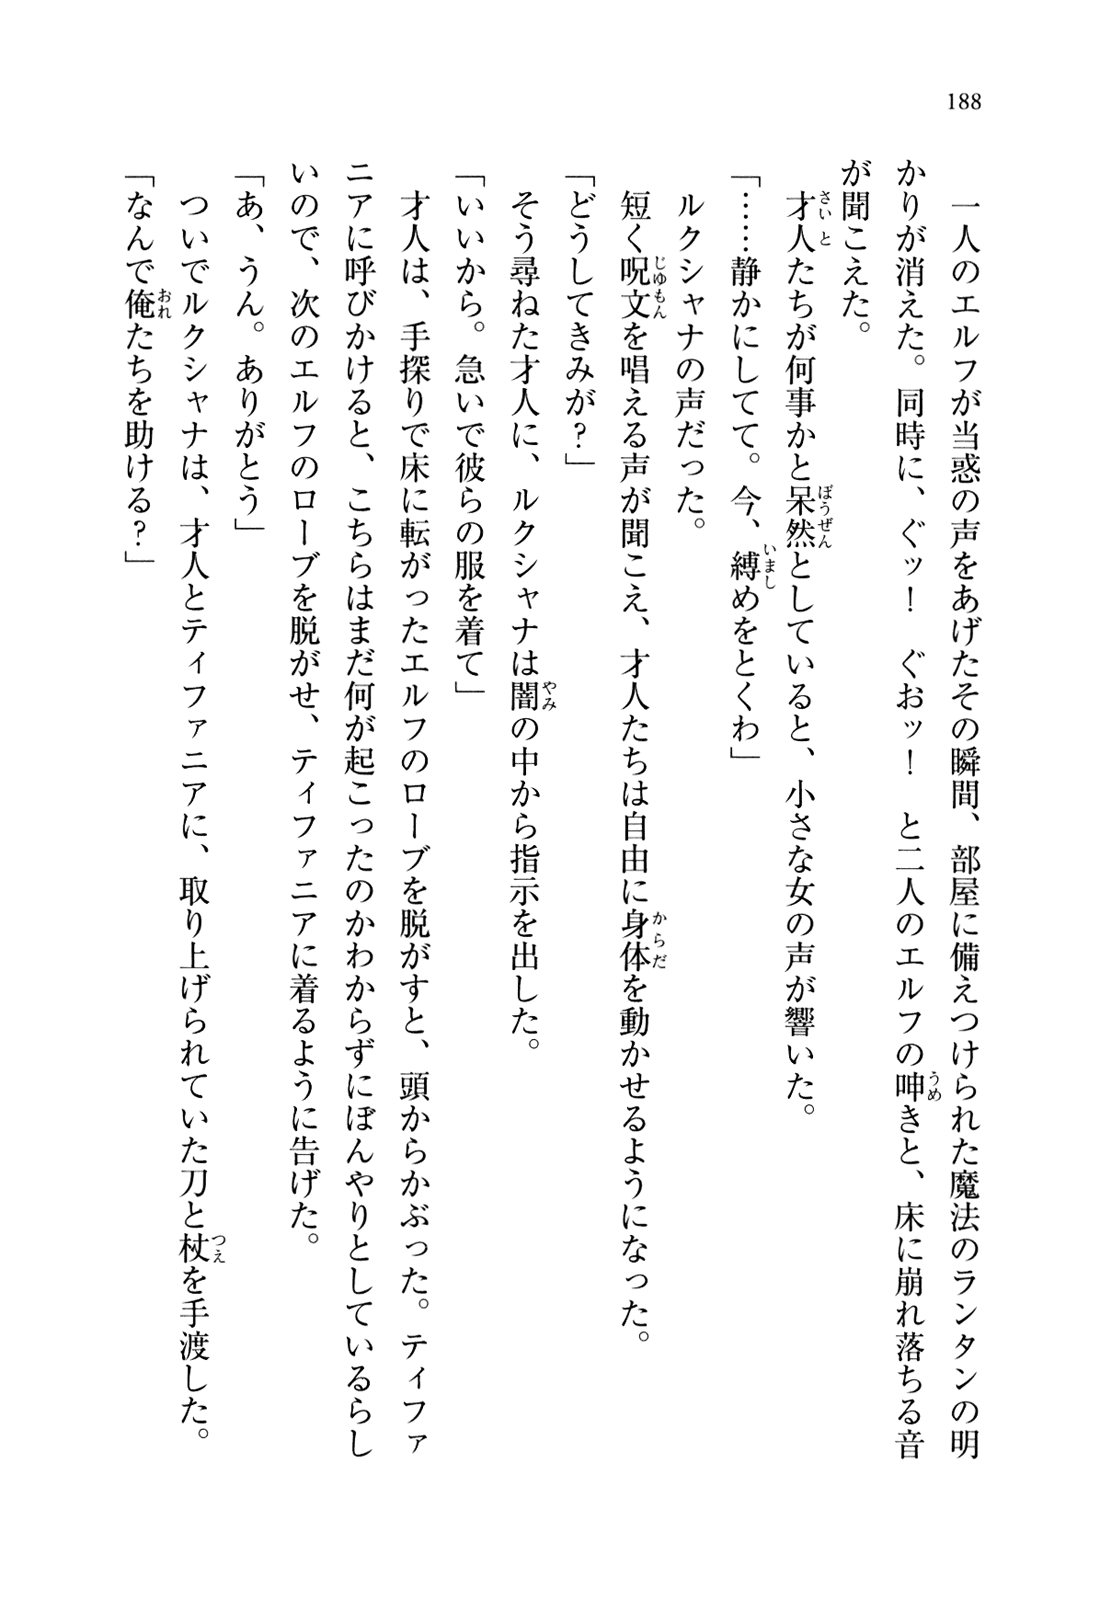 188
一人のエルフが当惑の声をあげたその瞬間、部屋に備えつけられた魔法のランタンの明
かりが消えた。同時に、ぐッ！　ぐおッ！　と二人のエルフの呻きと、床に崩れ落ちる音
が聞こえた。
才人たちが何事かと呆然としていると、小さな女の声が響いた。
「……静かにしてて。今、縛めをとくわ」
ルクシャナの声だった。
短く呪文を唱える声が聞こえ、才人たちは自由に身体を動かせるようになった。
「どうしてきみが？」
そう尋ねた才人に、ルクシャナは闇の中から指示を出した。
「いいから。急いで彼らの服を着て」
才人は、手探りで床に転がったエルフのローブを脱がすと、頭からかぶった。ティファ
ニアに呼びかけると、こちらはまだ何が起こったのかわからずにぼんやりとしているらし
いので、次のエルフのローブを脱がせ、ティファニアに着るように告げた。
「あ、うん。ありがとう」
ついでルクシャナは、才人とティファニアに、取り上げられていた刀と杖を手渡した。
「なんで俺たちを助ける？」